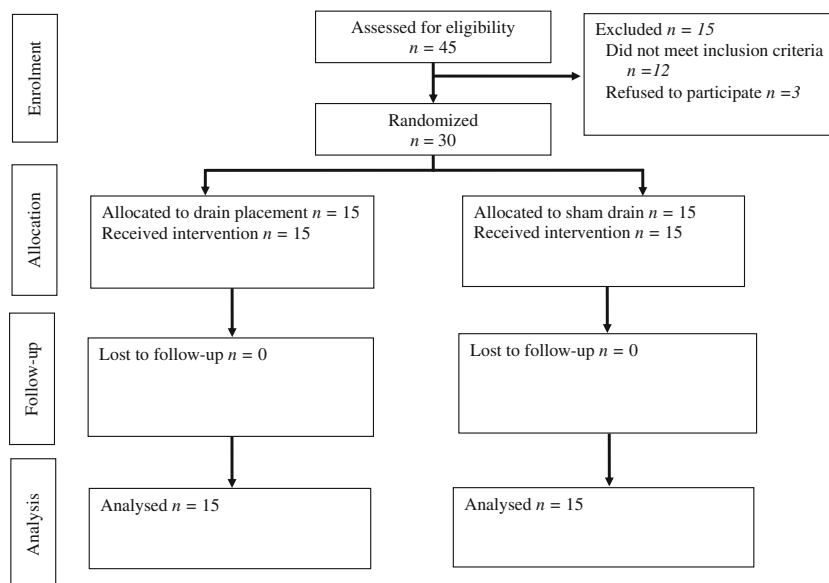 Enrolment
Assessed for eligibility
n = 45
Excluded n = 15
Did not meet inclusion criteria
n =12
Refused to participate n =3
Randomized
n = 30
Allocation
Allocated to drain placement n = 15
Received intervention n = 15
Allocated to sham drain n = 15
Received intervention n = 15
Follow-up
Lost to follow-up n = 0
Lost to follow-up n = 0
Analysis
Analysed n = 15
Analysed n = 15